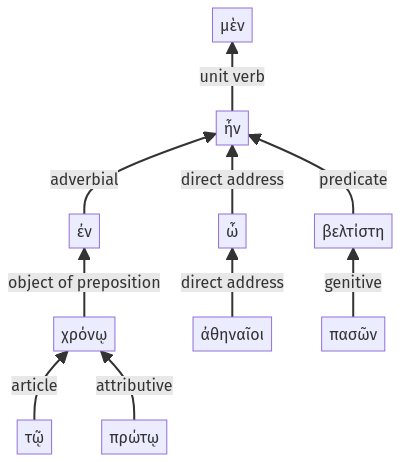 μὲν
unit verb
ἦν
adverbial direct address predicate
ἐν ὦ βελτίστη
object of preposition direct address genitive
χρόνῳ ἀθηναῖοι πασῶν
article attributive
τῷ πρώτῳ